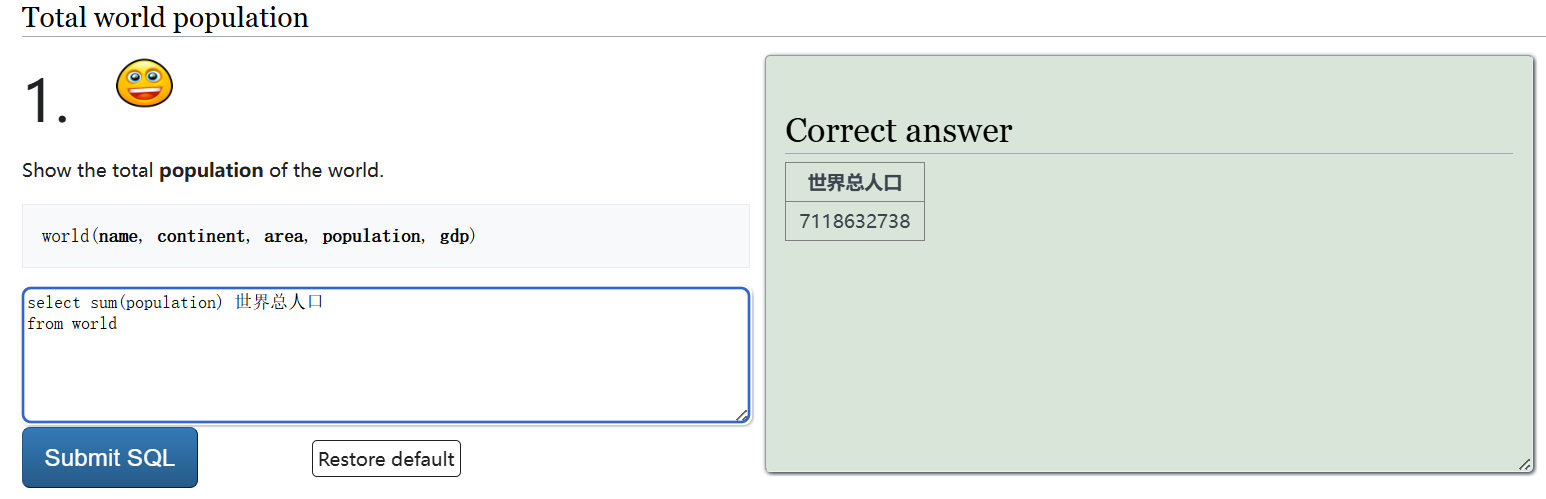 Total world population
1.
Show the total population of the world.
world(name, continent, area, population, gdp)
select sum(population) 世界总人口
from world
Submit SQL
Restore default
Correct answer
世界总人口
7118632738